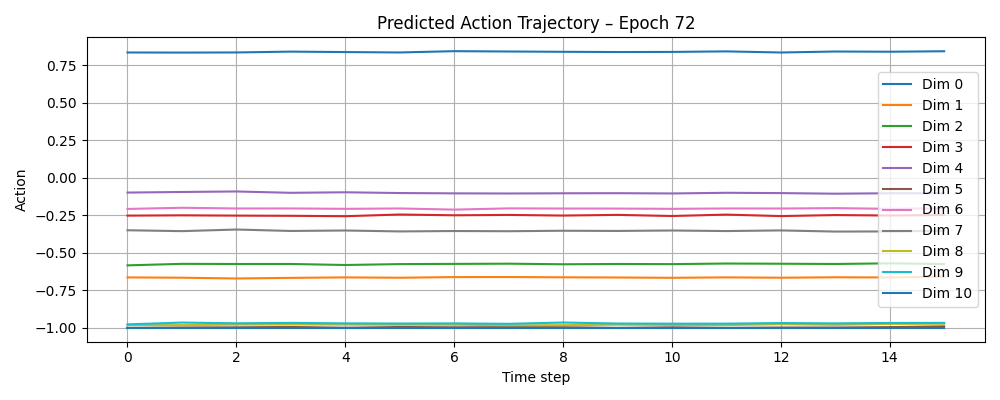 Predicted Action Trajectory – Epoch 72
Action
0.75
0.50
0.25
0.00
−0.25
−0.50
−0.75
−1.00
0 2 4 6 8 10 12 14
Time step
Dim 0
Dim 1
Dim 2
Dim 3
Dim 4
Dim 5
Dim 6
Dim 7
Dim 8
Dim 9
Dim 10